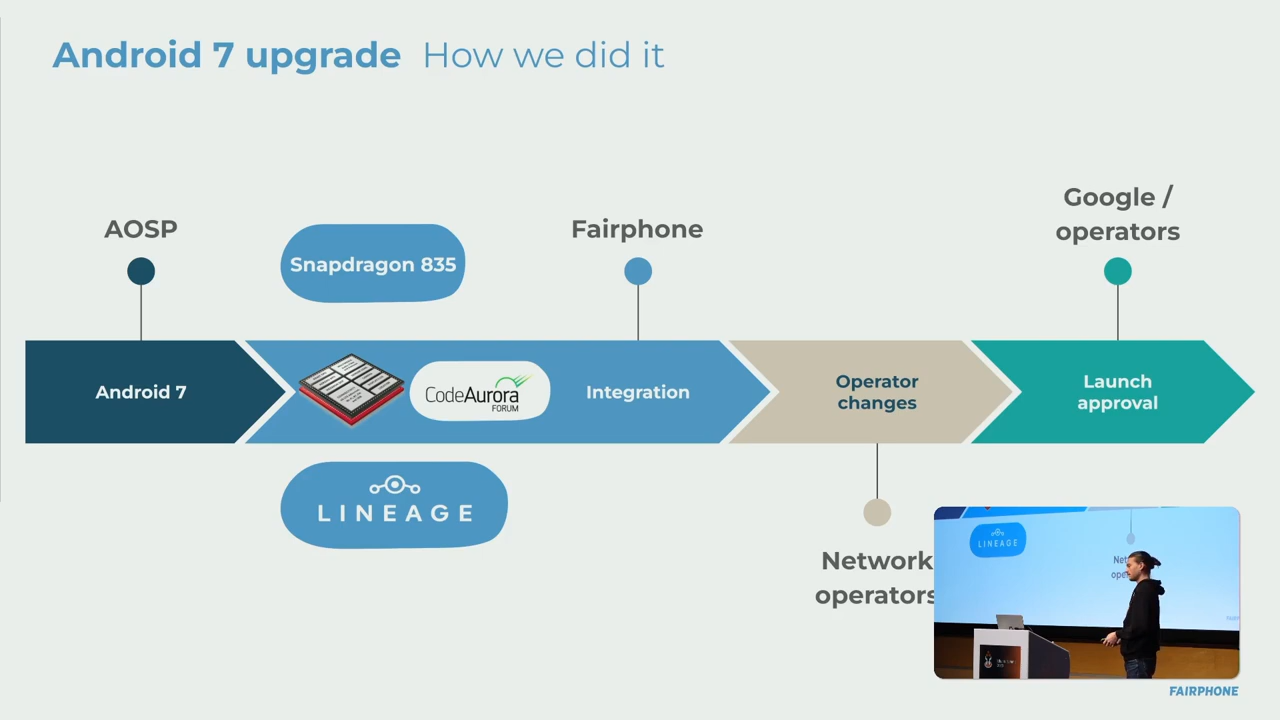 Android 7 upgrade How we did it
AOSP
Snapdragon 835
Fairphone
Google /
operators
Android 7
CodeAurora
FORUM
Integration
Operator
changes
Launch
approval
LINEAGE
Network
operators
LINEAGE
FAIRPHONE